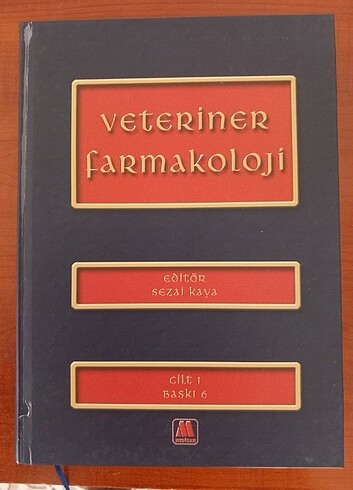 Veteriner
Farmakoloji
Editör
Sezai Kaya
Cilt 1
Baskı 6